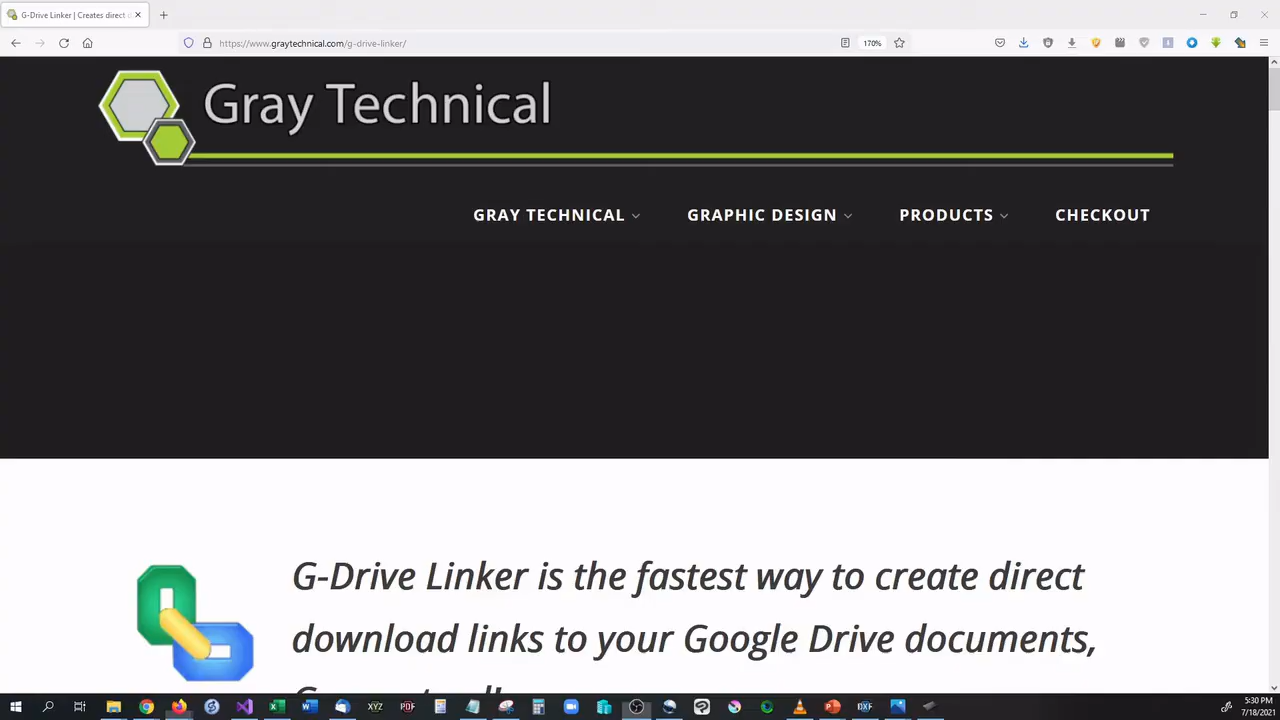 G-Drive Linker | Creates direct d
https://www.graytechnical.com/g-drive-linker/
170%
Gray Technical
GRAY TECHNICAL GRAPHIC DESIGN PRODUCTS CHECKOUT
G-Drive Linker is the fastest way to create direct
download links to your Google Drive documents,
XYZ PDF DXF
5:30 PM
7/18/2021